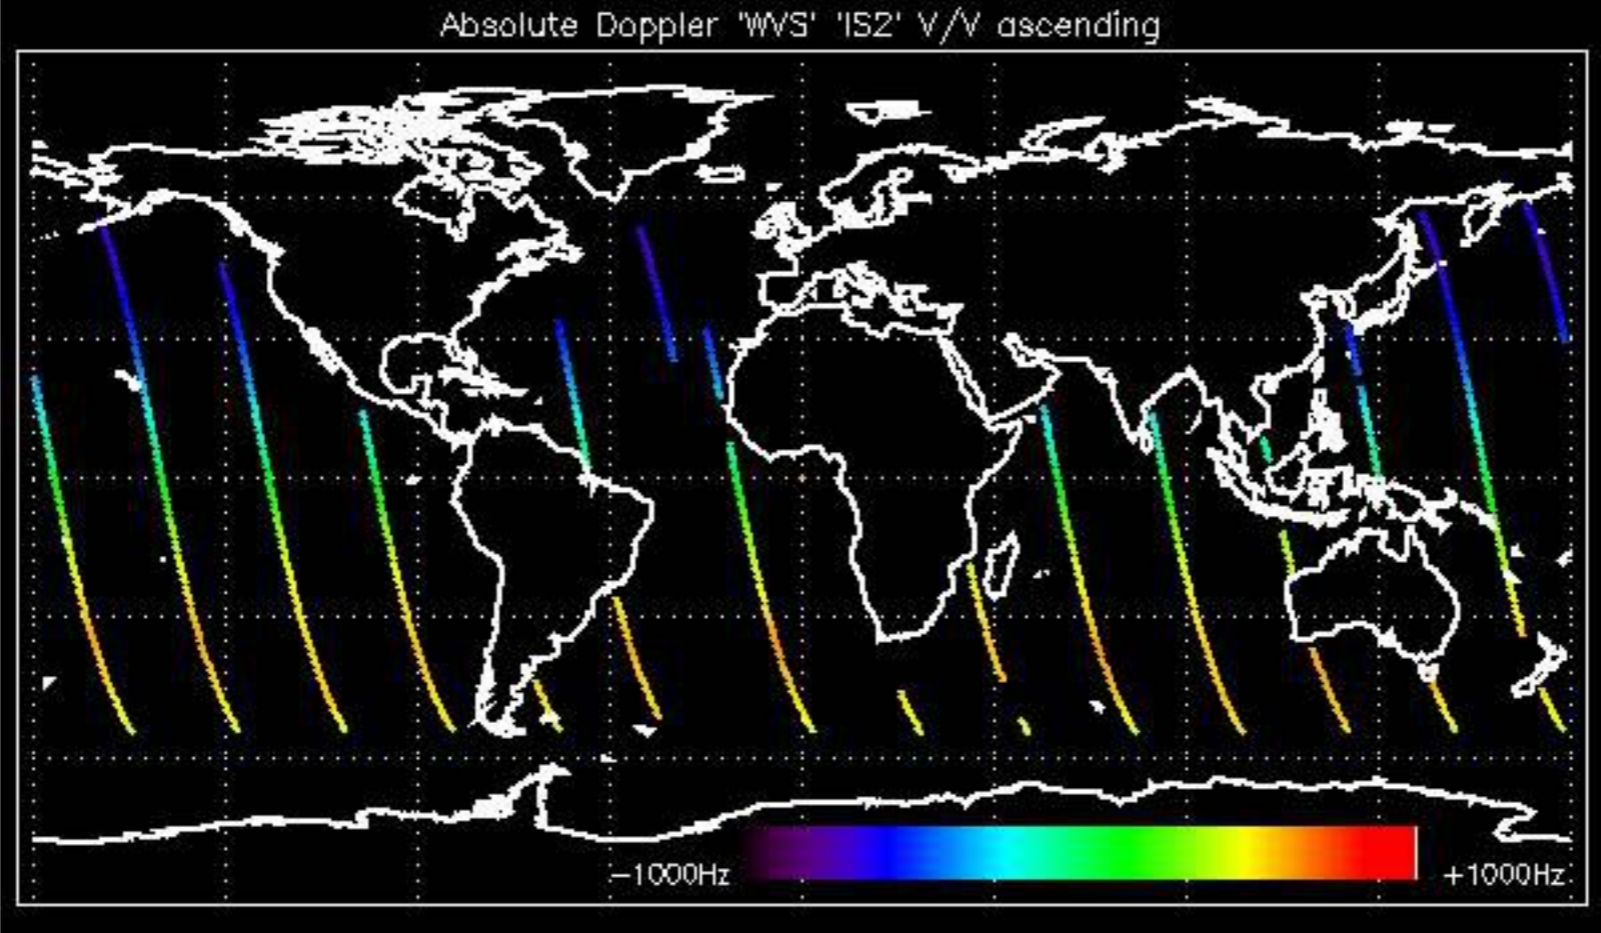 Absolute Doppler 'WVS' 'IS2' V/V ascending
-1000Hz +1000Hz